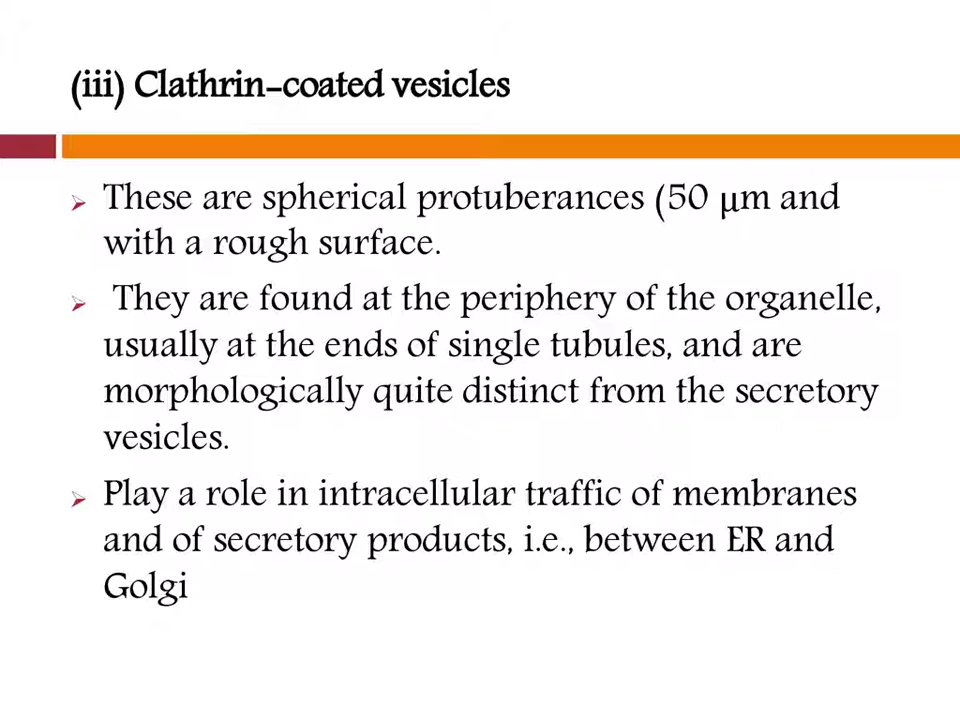 (iii) Clathrin-coated vesicles
These are spherical protuberances (50 μm and
with a rough surface.
They are found at the periphery of the organelle,
usually at the ends of single tubules, and are
morphologically quite distinct from the secretory
vesicles.
Play a role in intracellular traffic of membranes
and of secretory products, i.e., between ER and
Golgi